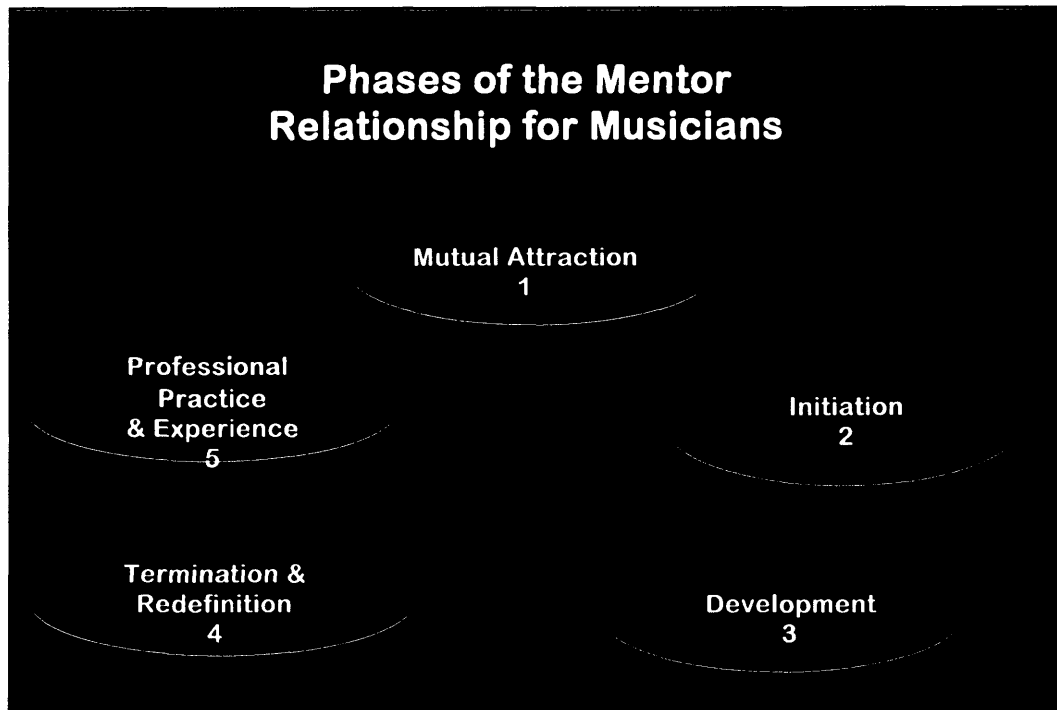 Phases of the Mentor
Relationship for Musicians
Mutual Attraction
1
Professional
Practice
& Experience
5
Initiation
2
Termination &
Redefinition
4
Development
3